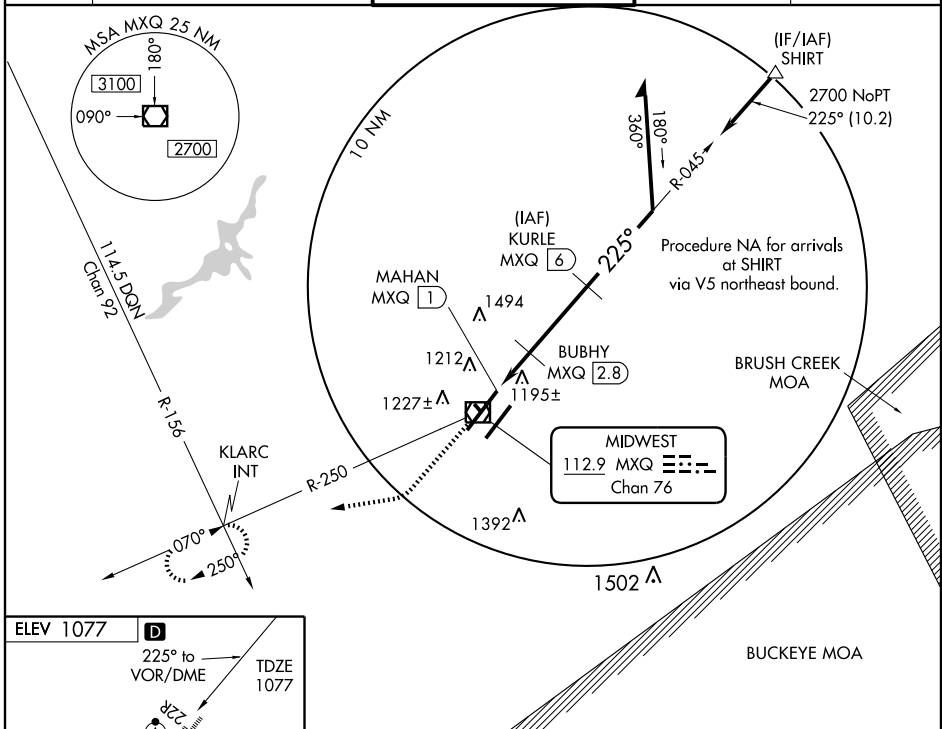 MSA MXQ 25 NM
180°
3100
090°
2700
10 NM
(IF/IAF)
SHIRT
2700 NoPT
225° (10.2)
360°
180°
R-045
(IAF)
KURLE
MXQ 6
225°
Procedure NA for arrivals
at SHIRT
via V5 northeast bound.
114.5 DQN
Chan 92
MAHAN
MXQ 1
1494
BUBHY
MXQ 2.8
1212
1195±
1227±
BRUSH CREEK
MOA
R-156
KLARC
INT
R-250
MIDWEST
112.9 MXQ
Chan 76
1392
070°
250°
1502
BUCKEYE MOA
ELEV 1077
D
225° to
VOR/DME
TDZE
1077
22R